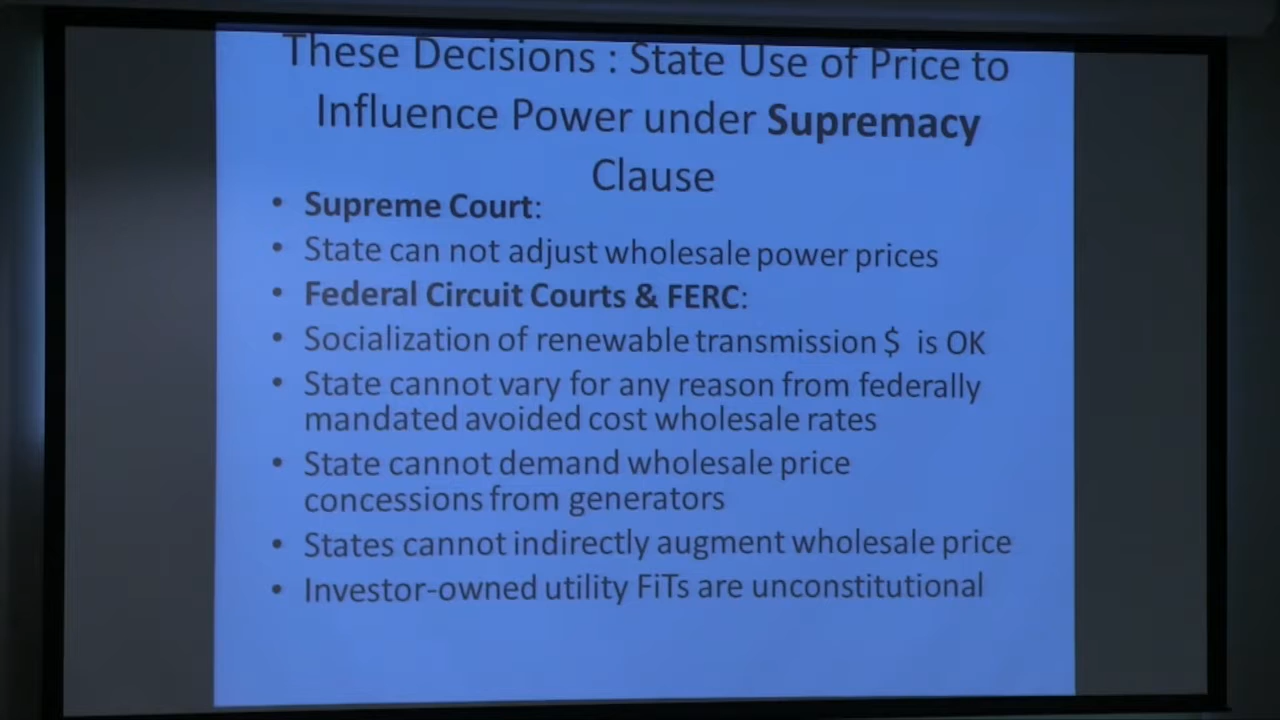 These Decisions : State Use of Price to
Influence Power under Supremacy
Clause
• Supreme Court:
• State can not adjust wholesale power prices
• Federal Circuit Courts & FERC:
• Socialization of renewable transmission $ is OK
• State cannot vary for any reason from federally
mandated avoided cost wholesale rates
• State cannot demand wholesale price
concessions from generators
• States cannot indirectly augment wholesale price
• Investor-owned utility FiTs are unconstitutional